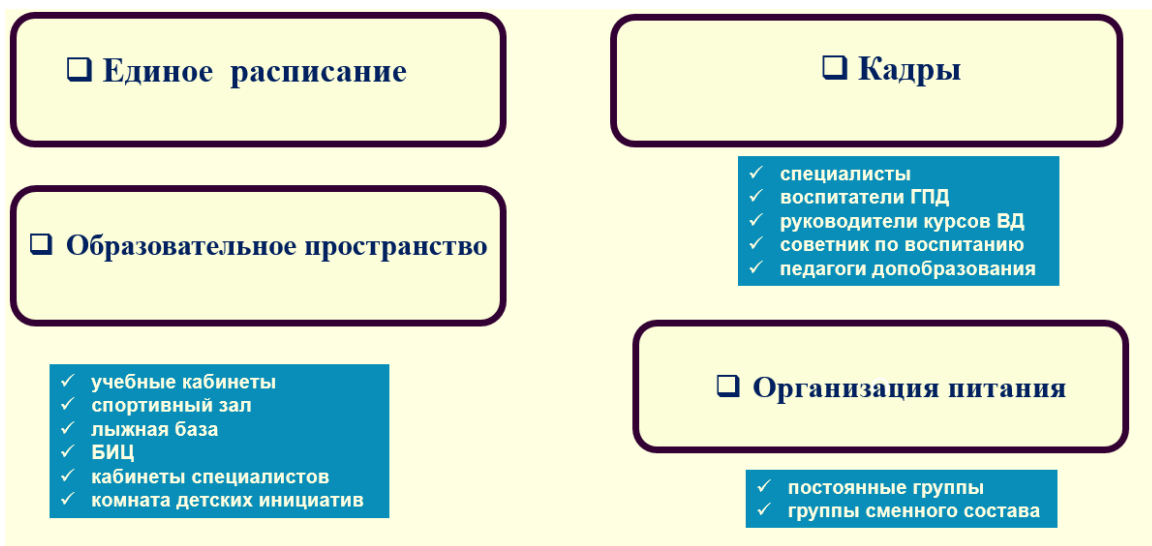 ❑ Единое расписание
❑ Образовательное пространство
✓ учебные кабинеты
✓ спортивный зал
✓ лыжная база
✓ БИЦ
✓ кабинеты специалистов
✓ комната детских инициатив
❑ Кадры
✓ специалисты
✓ воспитатели ГПД
✓ руководители курсов ВД
✓ советник по воспитанию
✓ педагоги допобразования
❑ Организация питания
✓ постоянные группы
✓ группы сменного состава